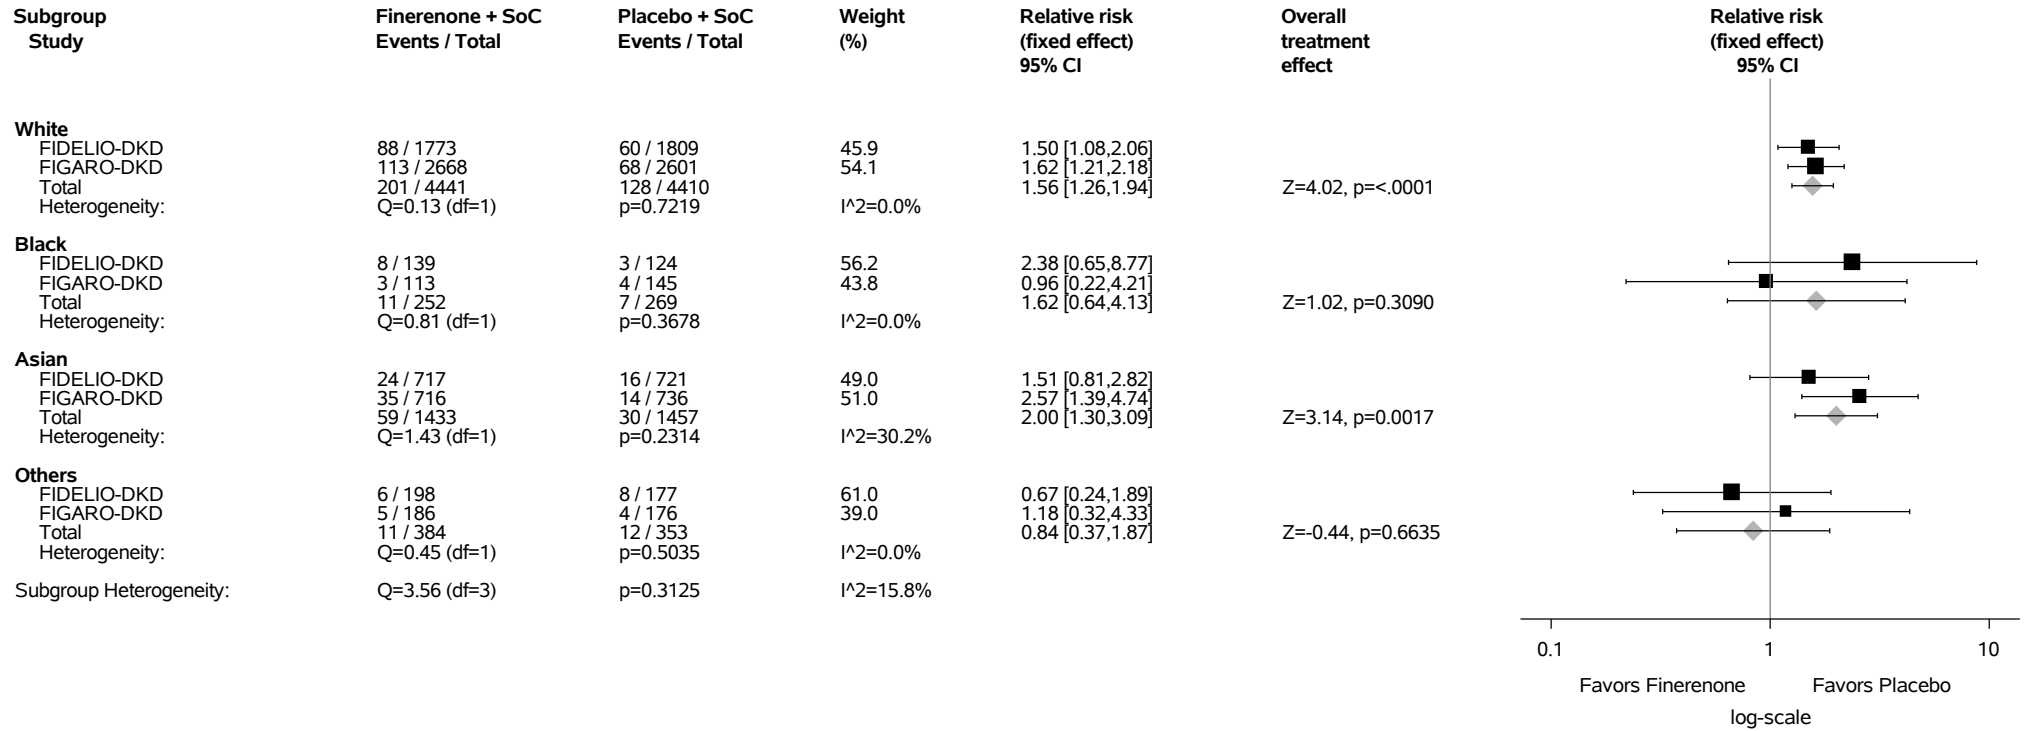 Subgroup Finerenone + SoC Placebo + SoC Weight Relative risk Overall Relative risk
Study Events / Total Events / Total (%) (fixed effect) treatment (fixed effect)
95% CI effect 95% CI
White
FIDELIO-DKD 88 / 1773 60 / 1809 45.9 1.50 [1.08,2.06]
FIGARO-DKD 113 / 2668 68 / 2601 54.1 1.62 [1.21,2.18]
Total 201 / 4441 128 / 4410 1.56 [1.26,1.94] Z=4.02, p=<.0001
Heterogeneity: Q=0.13 (df=1) p=0.7219 I^2=0.0%
Black
FIDELIO-DKD 8 / 139 3 / 124 56.2 2.38 [0.65,8.77]
FIGARO-DKD 3 / 113 4 / 145 43.8 0.96 [0.22,4.21]
Total 11 / 252 7 / 269 1.62 [0.64,4.13] Z=1.02, p=0.3090
Heterogeneity: Q=0.81 (df=1) p=0.3678 I^2=0.0%
Asian
FIDELIO-DKD 24 / 717 16 / 721 49.0 1.51 [0.81,2.82]
FIGARO-DKD 35 / 716 14 / 736 51.0 2.57 [1.39,4.74]
Total 59 / 1433 30 / 1457 2.00 [1.30,3.09] Z=3.14, p=0.0017
Heterogeneity: Q=1.43 (df=1) p=0.2314 I^2=30.2%
Others
FIDELIO-DKD 6 / 198 8 / 177 61.0 0.67 [0.24,1.89]
FIGARO-DKD 5 / 186 4 / 176 39.0 1.18 [0.32,4.33]
Total 11 / 384 12 / 353 0.84 [0.37,1.87] Z=-0.44, p=0.6635
Heterogeneity: Q=0.45 (df=1) p=0.5035 I^2=0.0%
Subgroup Heterogeneity: Q=3.56 (df=3) p=0.3125 I^2=15.8%
0.1 1 10
Favors Finerenone Favors Placebo
log-scale